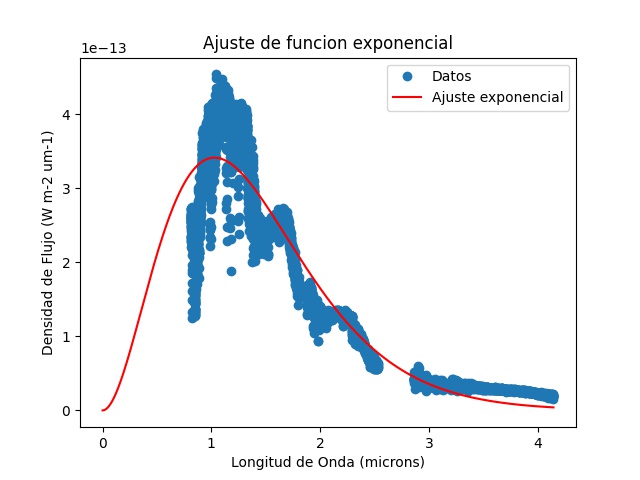 Ajuste de funcion exponencial
1e−13
Datos
Ajuste exponencial
Densidad de Flujo (W m-2 um-1)
4
3
2
1
0
0 1 2 3 4
Longitud de Onda (microns)